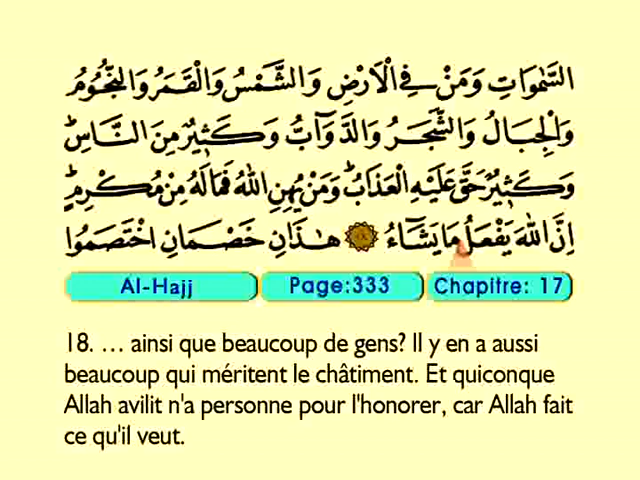 السَّمٰوَاتِ وَمَنْ فِي الْاَرْضِ وَالشَّمْسُ وَالْقَمَرُ وَالنُّجُومُ
وَالْجِبَالُ وَالشَّجَرُ وَالدَّوَٓابُّ وَكَثٖيرٌ مِنَ النَّاسِؕ
وَكَثٖيرٌ حَقَّ عَلَيْهِ الْعَذَابُؕ وَمَنْ يُهِنِ اللّٰهُ فَمَا لَهُ مِنْ مُكْرِمٍؕ
اِنَّ اللّٰهَ يَفْعَلُ مَا يَشَٓاءُ هٰذَانِ خَصْمَانِ اخْتَصَمُوا
Al-Hajj Page:333 Chapitre: 17
18. … ainsi que beaucoup de gens? Il y en a aussi
beaucoup qui méritent le châtiment. Et quiconque
Allah avilit n'a personne pour l'honorer, car Allah fait
ce qu'il veut.